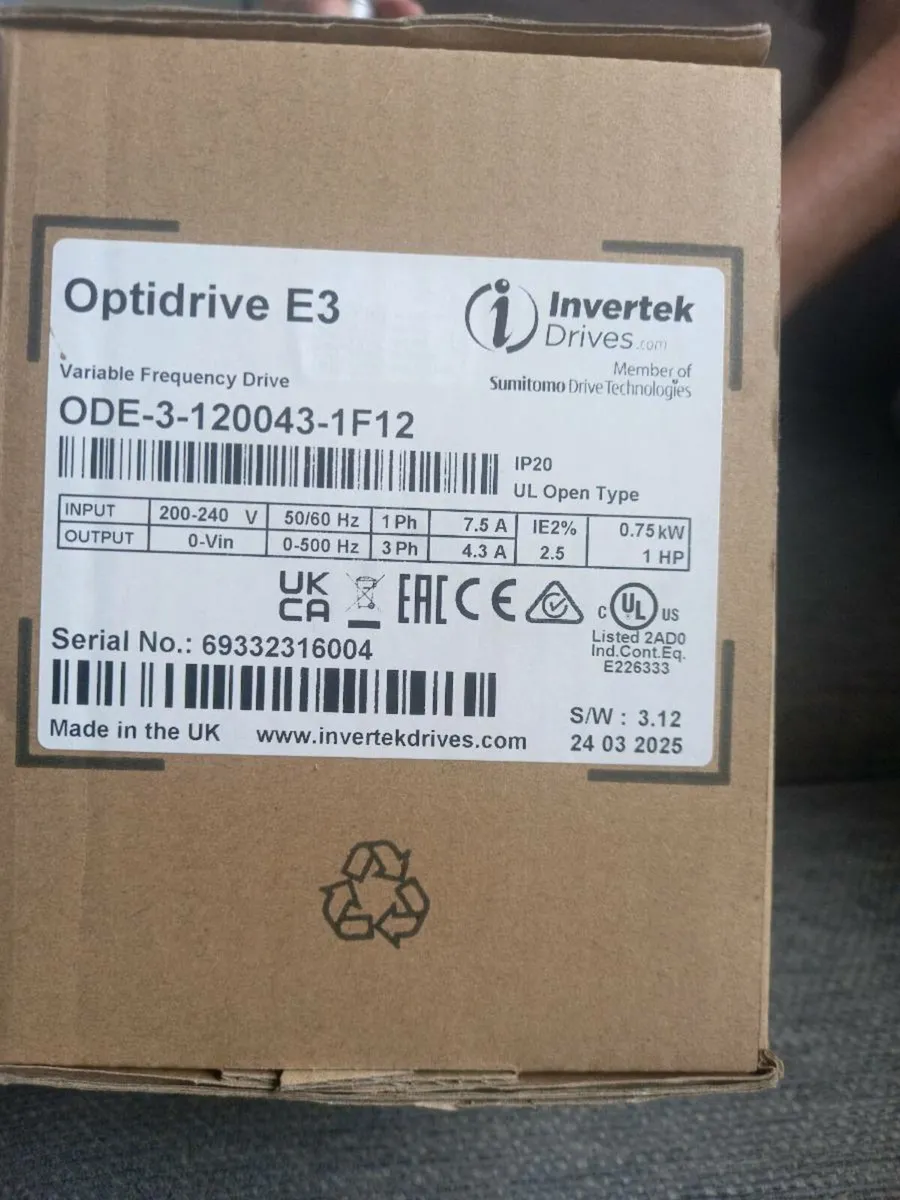 Optidrive E3
Invertek
Drives.com
Member of
Sumitomo Drive Technologies
Variable Frequency Drive
ODE-3-120043-1F12
IP20
UL Open Type
INPUT 200-240 V 50/60 Hz 1 Ph 7.5 A IE2% 0.75 kW
OUTPUT 0-Vin 0-500 Hz 3 Ph 4.3 A 2.5 1 HP
UK
CA
EAC CE C UL US
Listed 2AD0
Ind.Cont.Eq.
E226333
Serial No.: 69332316004
S/W : 3.12
Made in the UK www.invertekdrives.com 24 03 2025